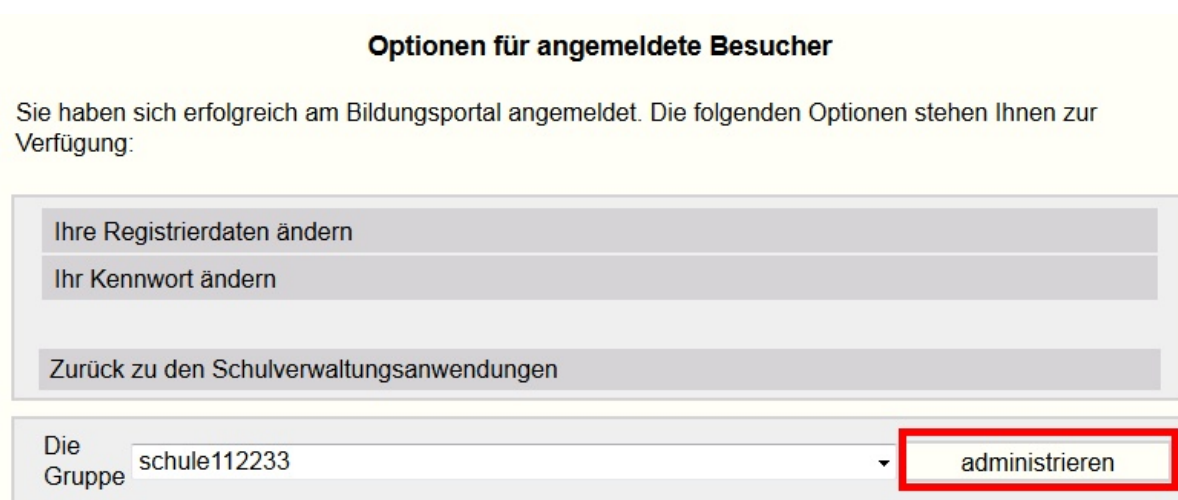 Optionen für angemeldete Besucher
Sie haben sich erfolgreich am Bildungsportal angemeldet. Die folgenden Optionen stehen Ihnen zur
Verfügung:
Ihre Registrierdaten ändern
Ihr Kennwort ändern
Zurück zu den Schulverwaltungsanwendungen
Die
Gruppe
schule112233
administrieren